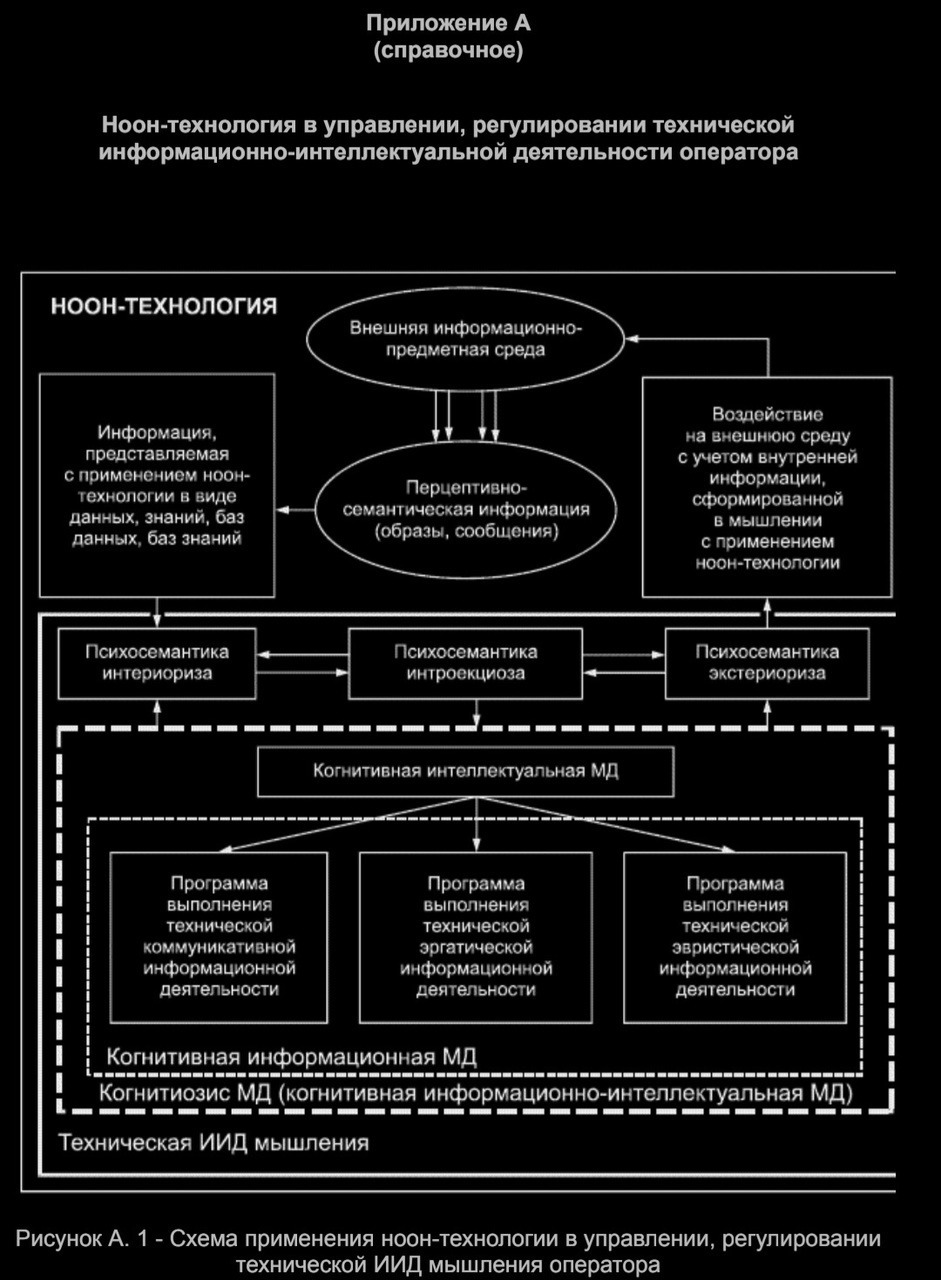 Приложение А
(справочное)
Ноон-технология в управлении, регулировании технической
информационно-интеллектуальной деятельности оператора
НООН-ТЕХНОЛОГИЯ
Внешняя информационно-
предметная среда
Информация,
представляемая
с применением ноон-
технологии в виде
данных, знаний, баз
данных, баз знаний
Перцептивно-
семантическая информация
(образы, сообщения)
Воздействие
на внешнюю среду
с учетом внутренней
информации,
сформированной
в мышлении
с применением
ноон-технологии
Психосемантика
интериориза
Психосемантика
интроекциоза
Психосемантика
экстериориза
Когнитивная интеллектуальная МД
Программа
выполнения
технической
коммуникативной
информационной
деятельности
Программа
выполнения
технической
эргатической
информационной
деятельности
Программа
выполнения
технической
эвристической
информационной
деятельности
Когнитивная информационная МД
Когнитиозис МД (когнитивная информационно-интеллектуальная МД)
Техническая ИИД мышления
Рисунок А. 1 - Схема применения ноон-технологии в управлении, регулировании
технической ИИД мышления оператора